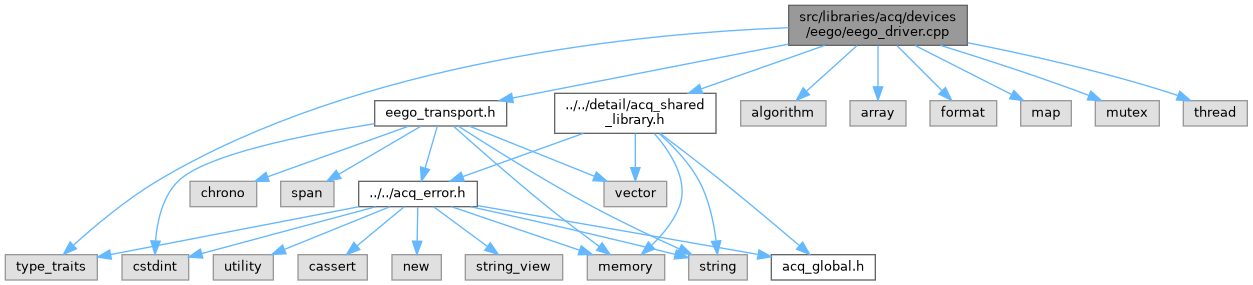 src/libraries/acq/devices
/eego/eego_driver.cpp
eego_transport.h
../../detail/acq_shared
_library.h
algorithm
array
format
map
mutex
thread
chrono
span
../../acq_error.h
vector
type_traits
cstdint
utility
cassert
new
string_view
memory
string
acq_global.h